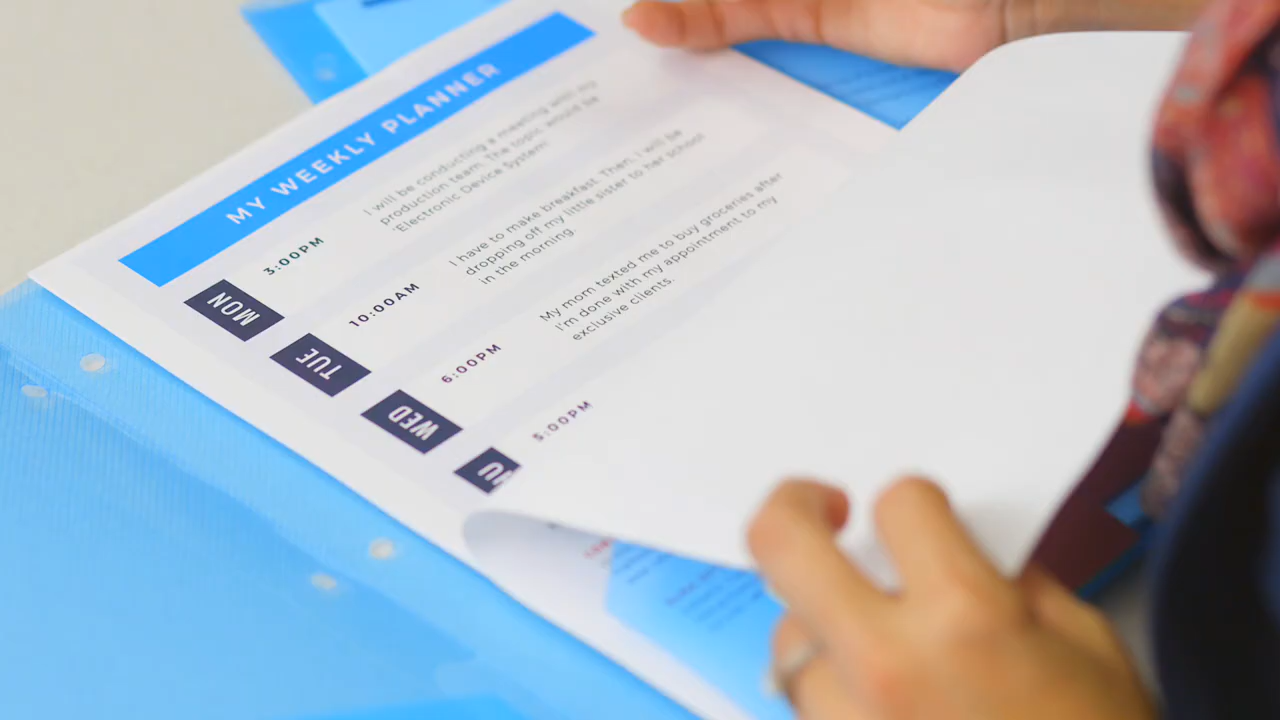 MY WEEKLY PLANNER
MON
3:00PM
I will be conducting a meeting with my
production team. The topic would be
'Electronic Device System'
TUE
10:00AM
I have to make breakfast. Then, I will be
dropping off my little sister to her school
in the morning
WED
6:00PM
My mom texted me to buy groceries after
I'm done with my appointment to my
exclusive clients.
HU
5:00PM